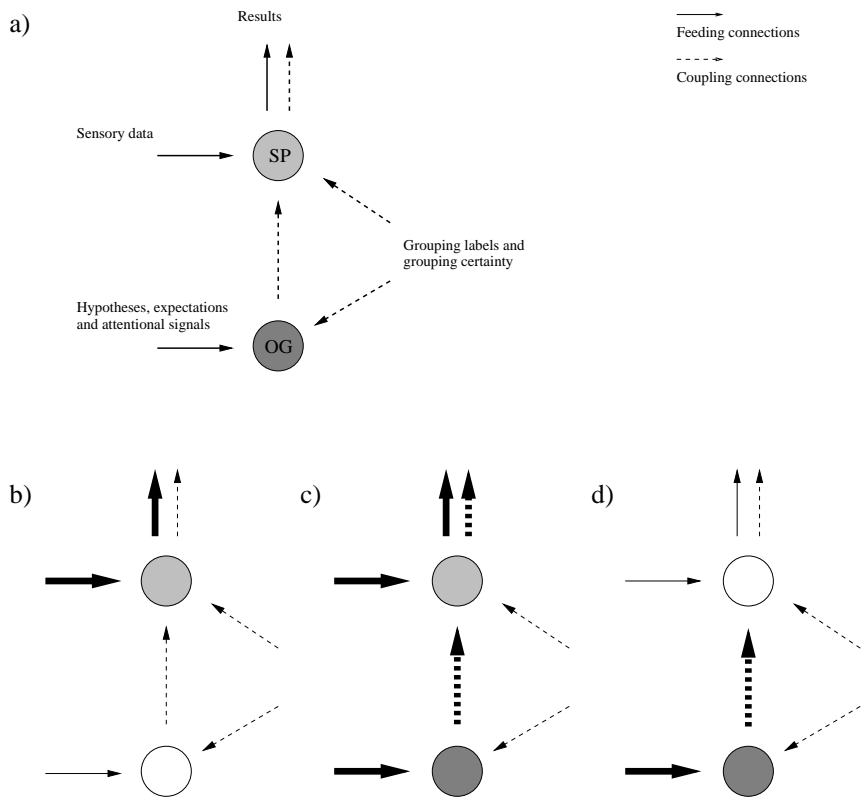 a)
Results
Feeding connections
Coupling connections
Sensory data
SP
Grouping labels and
grouping certainty
Hypotheses, expectations
and attentional signals
OG
b)
c)
d)